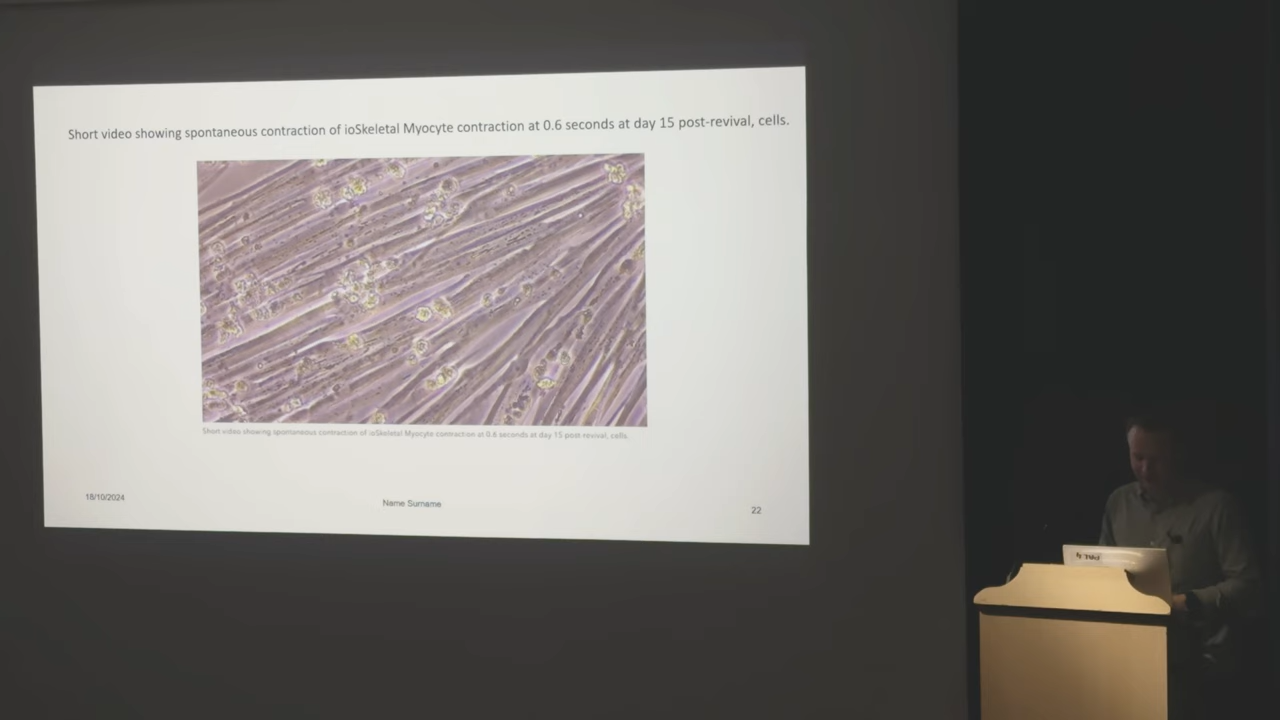 Short video showing spontaneous contraction of ioSkeletal Myocyte contraction at 0.6 seconds at day 15 post-revival, cells.
Short video showing spontaneous contraction of ioSkeletal Myocyte contraction at 0.6 seconds at day 15 post-revival, cells.
18/10/2024
Name Surname
22